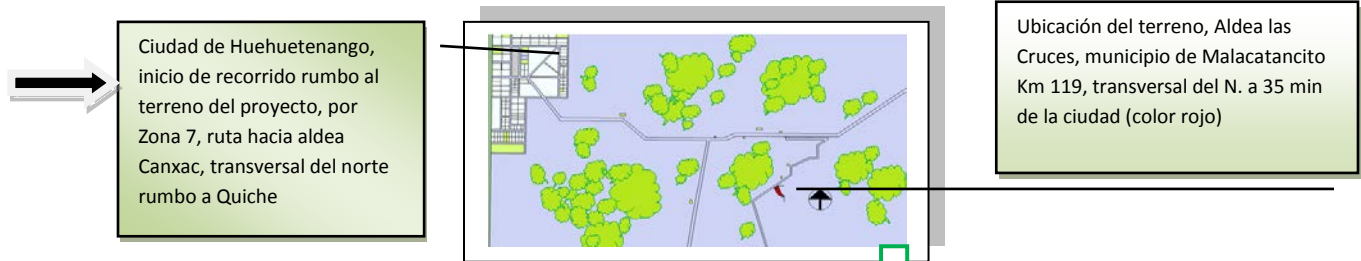 Ciudad de Huehuetenango,
inicio de recorrido rumbo al
terreno del proyecto, por
Zona 7, ruta hacia aldea
Canxac, transversal del norte
rumbo a Quiche
Ubicación del terreno, Aldea las
Cruces, municipio de Malacatancito
Km 119, transversal del N. a 35 min
de la ciudad (color rojo)